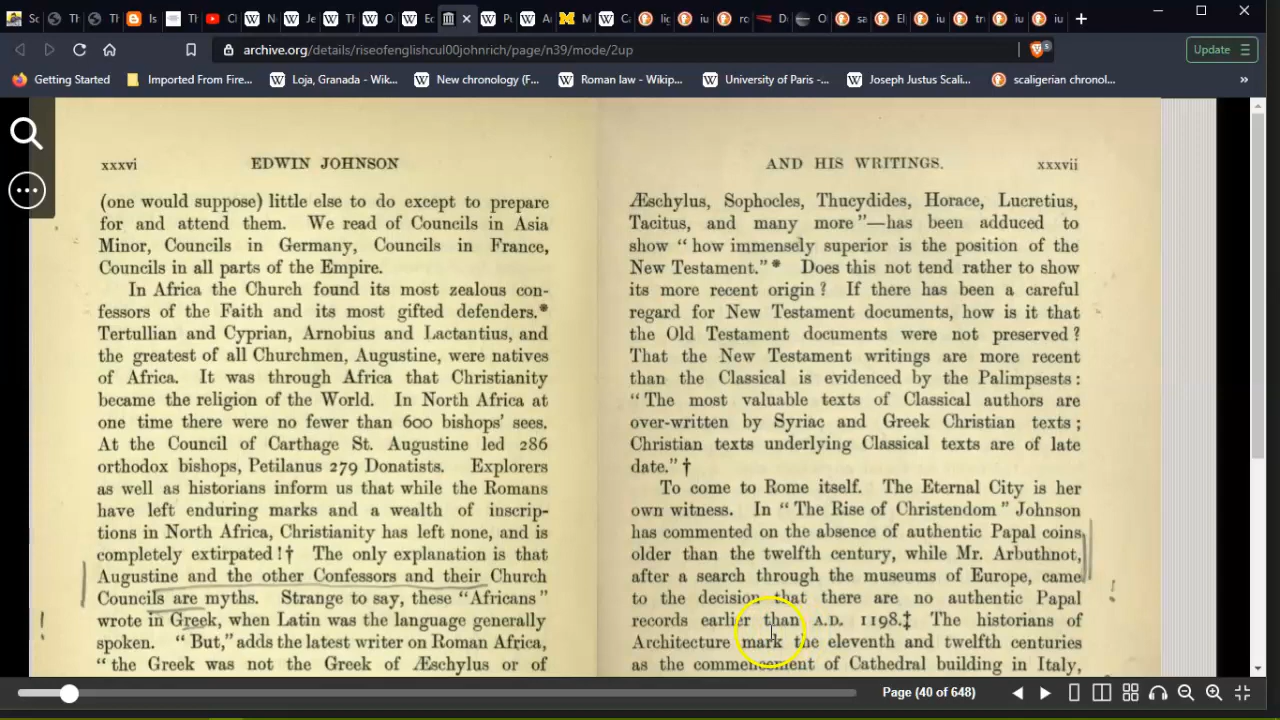 So
Th
Th
Is
Cl
N
Je
Th
O
Ec
Pu
A
M
Ca
lig
iu
ro
D
O
sa
El
iu
tr
iu
iu
archive.org/details/riseofenglishcul00johnrich/page/n39/mode/2up
5
Update
Getting Started
Imported From Fire...
Loja, Granada - Wik...
New chronology (F...
Roman law - Wikip...
University of Paris -...
Joseph Justus Scali...
scaligerian chronol...
»
xxxvi EDWIN JOHNSON
(one would suppose) little else to do except to prepare
for and attend them. We read of Councils in Asia
Minor, Councils in Germany, Councils in France,
Councils in all parts of the Empire.
In Africa the Church found its most zealous con-
fessors of the Faith and its most gifted defenders.*
Tertullian and Cyprian, Arnobius and Lactantius, and
the greatest of all Churchmen, Augustine, were natives
of Africa. It was through Africa that Christianity
became the religion of the World. In North Africa at
one time there were no fewer than 600 bishops' sees.
At the Council of Carthage St. Augustine led 286
orthodox bishops, Petilanus 279 Donatists. Explorers
as well as historians inform us that while the Romans
have left enduring marks and a wealth of inscrip-
tions in North Africa, Christianity has left none, and is
completely extirpated!† The only explanation is that
Augustine and the other Confessors and their Church
Councils are myths. Strange to say, these "Africans"
wrote in Greek, when Latin was the language generally
spoken. "But," adds the latest writer on Roman Africa,
"the Greek was not the Greek of Æschylus or of
!
AND HIS WRITINGS. xxxvii
Æschylus, Sophocles, Thucydides, Horace, Lucretius,
Tacitus, and many more"—has been adduced to
show "how immensely superior is the position of the
New Testament."* Does this not tend rather to show
its more recent origin? If there has been a careful
regard for New Testament documents, how is it that
the Old Testament documents were not preserved?
That the New Testament writings are more recent
than the Classical is evidenced by the Palimpsests:
"The most valuable texts of Classical authors are
over-written by Syriac and Greek Christian texts;
Christian texts underlying Classical texts are of late
date."†
To come to Rome itself. The Eternal City is her
own witness. In "The Rise of Christendom" Johnson
has commented on the absence of authentic Papal coins
older than the twelfth century, while Mr. Arbuthnot,
after a search through the museums of Europe, came
to the decision that there are no authentic Papal
records earlier than A.D. 1198.‡ The historians of
Architecture mark the eleventh and twelfth centuries
as the commencement of Cathedral building in Italy,
!
Page (40 of 648)